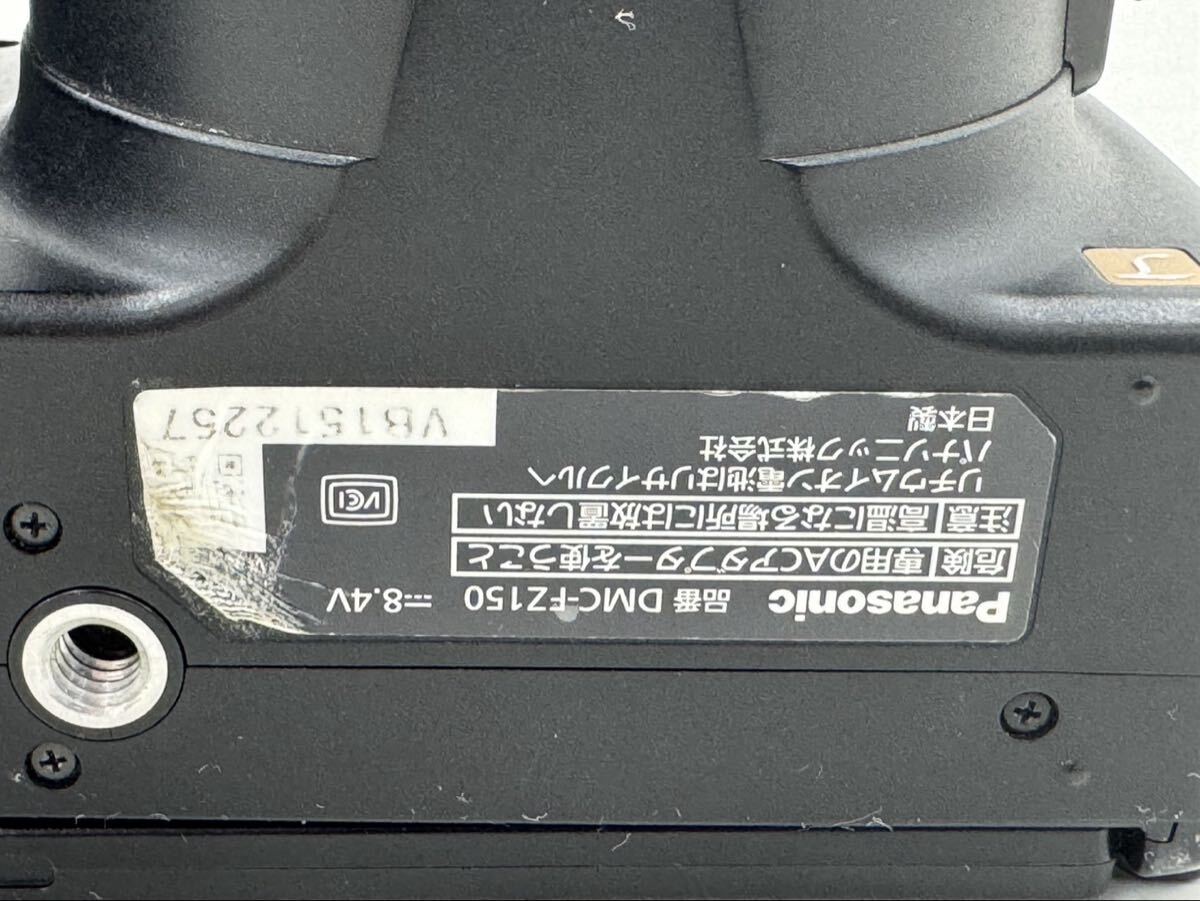 Panasonic 品番 DMC-FZ150 ⎓8.4V
危険 専用のACアダプターを使うこと
注意 高温になる場所には放置しない
リチウムイオン電池はリサイクルへ
パナソニック株式会社
日本製
VCI
VB1512257